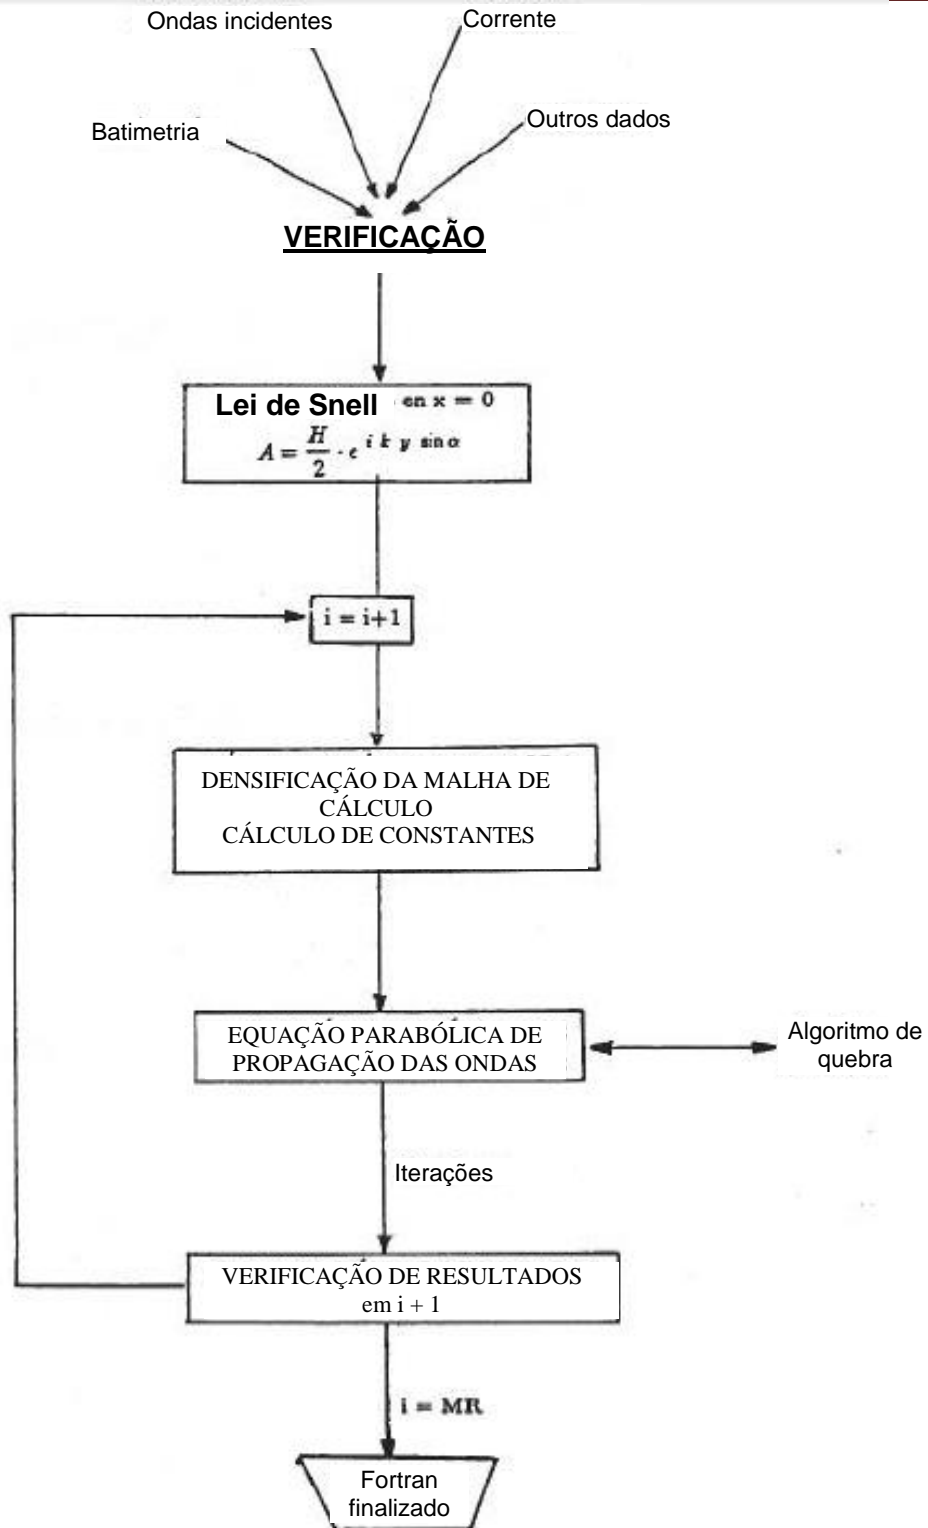 Ondas incidentes
Corrente
Batimetria
Outros dados
VERIFICAÇÃO
Lei de Snell en x = 0
A = H/2 · e^{i k y sin α}
i = i+1
DENSIFICAÇÃO DA MALHA DE
CÁLCULO
CÁLCULO DE CONSTANTES
EQUAÇÃO PARABÓLICA DE
PROPAGAÇÃO DAS ONDAS
Algoritmo de
quebra
Iterações
VERIFICAÇÃO DE RESULTADOS
em i + 1
i = MR
Fortran
finalizado